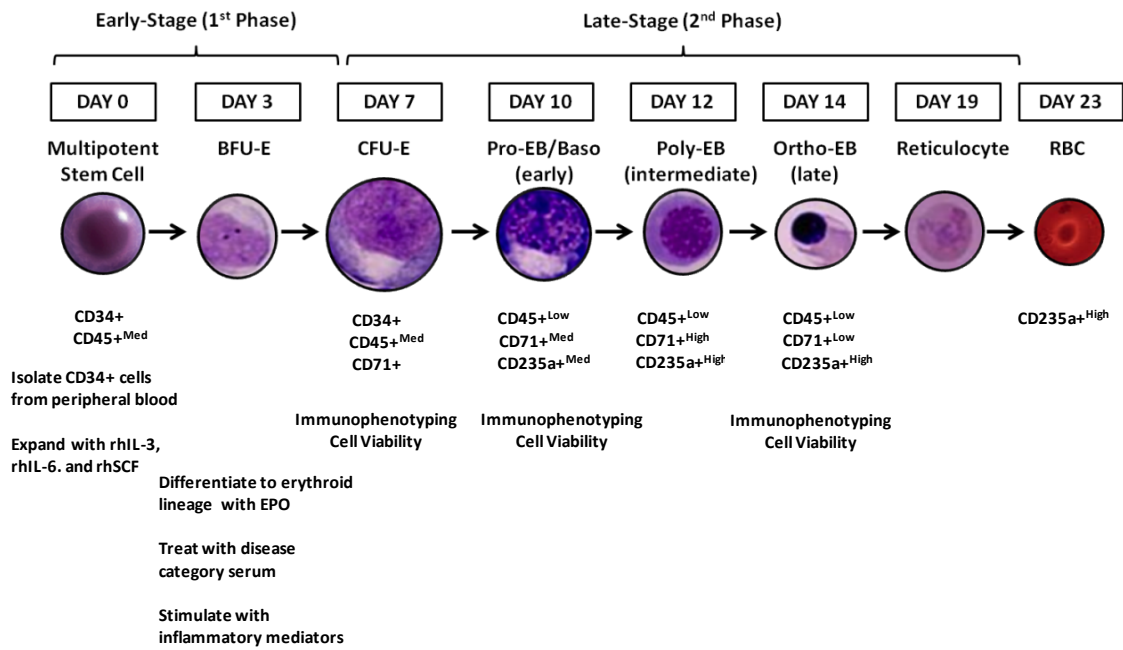 Early-Stage (1st Phase)
Late-Stage (2nd Phase)
DAY 0
DAY 3
DAY 7
DAY 10
DAY 12
DAY 14
DAY 19
DAY 23
Multipotent
Stem Cell
BFU-E
CFU-E
Pro-EB/Baso
(early)
Poly-EB
(intermediate)
Ortho-EB
(late)
Reticulocyte
RBC
CD34+
CD45+Med
CD34+
CD45+Med
CD71+
CD45+Low
CD71+Med
CD235a+Med
CD45+Low
CD71+High
CD235a+High
CD45+Low
CD71+Low
CD235a+High
CD235a+High
Isolate CD34+ cells
from peripheral blood
Expand with rhIL-3,
rhIL-6. and rhSCF
Immunophenotyping
Cell Viability
Immunophenotyping
Cell Viability
Immunophenotyping
Cell Viability
Differentiate to erythroid
lineage with EPO
Treat with disease
category serum
Stimulate with
inflammatory mediators